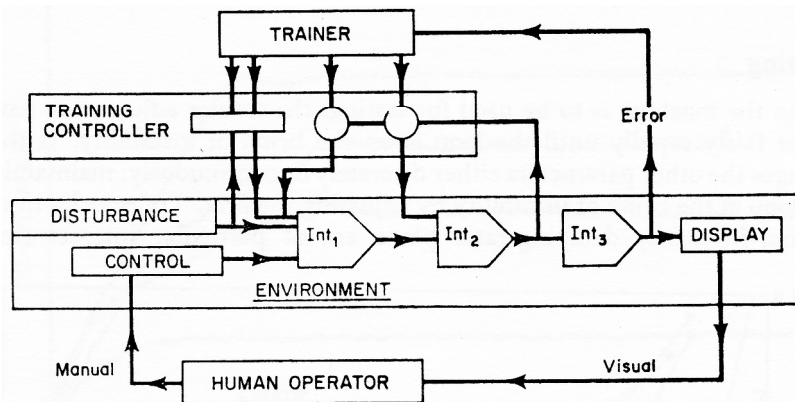 TRAINER
TRAINING
CONTROLLER
Error
DISTURBANCE
Int1
Int2
Int3
DISPLAY
CONTROL
ENVIRONMENT
Manual
HUMAN OPERATOR
Visual